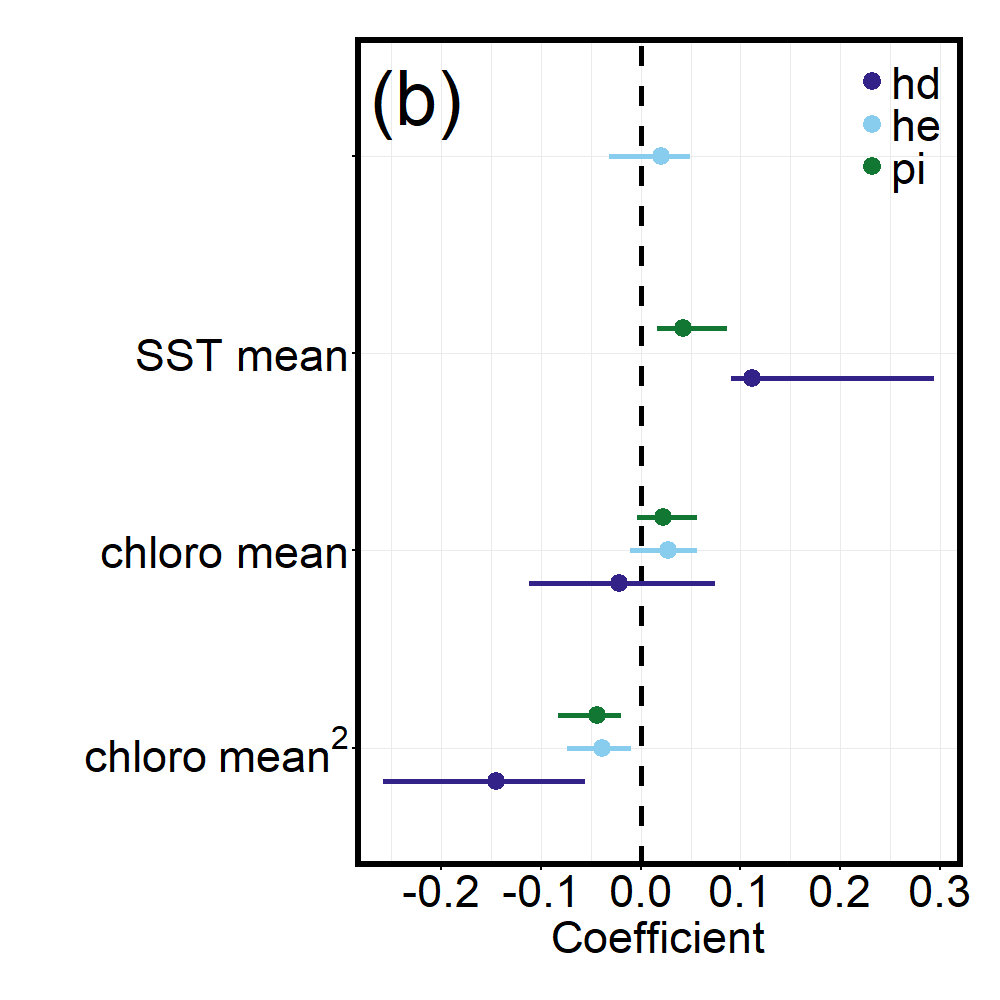 (b)
hd
he
pi
SST mean
chloro mean
chloro mean²
-0.2 -0.1 0.0 0.1 0.2 0.3
Coefficient